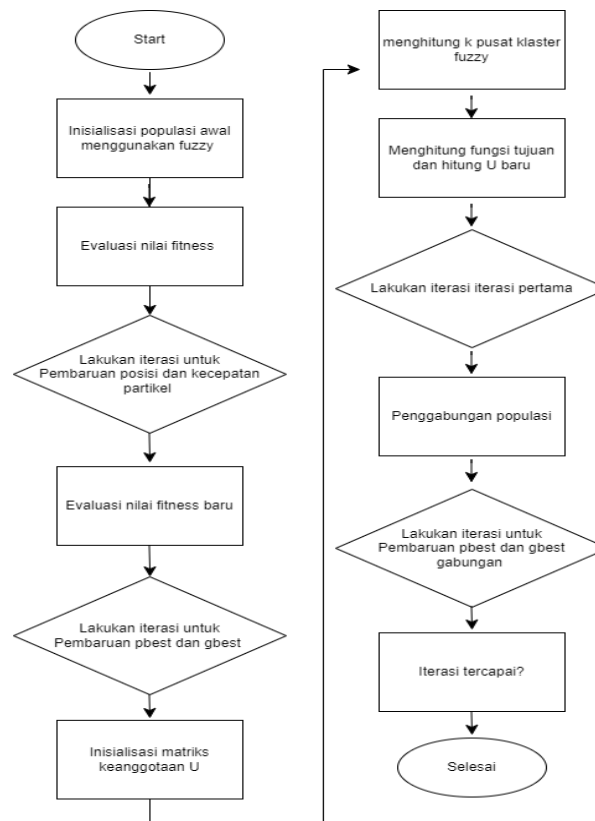 Start
Inisialisasi populasi awal
menggunakan fuzzy
Evaluasi nilai fitness
Lakukan iterasi untuk
Pembaruan posisi dan kecepatan
partikel
Evaluasi nilai fitness baru
Lakukan iterasi untuk
Pembaruan pbest dan gbest
Inisialisasi matriks
keanggotaan U
menghitung k pusat klaster
fuzzy
Menghitung fungsi tujuan
dan hitung U baru
Lakukan iterasi iterasi pertama
Penggabungan populasi
Lakukan iterasi untuk
Pembaruan pbest dan gbest
gabungan
Iterasi tercapai?
Selesai